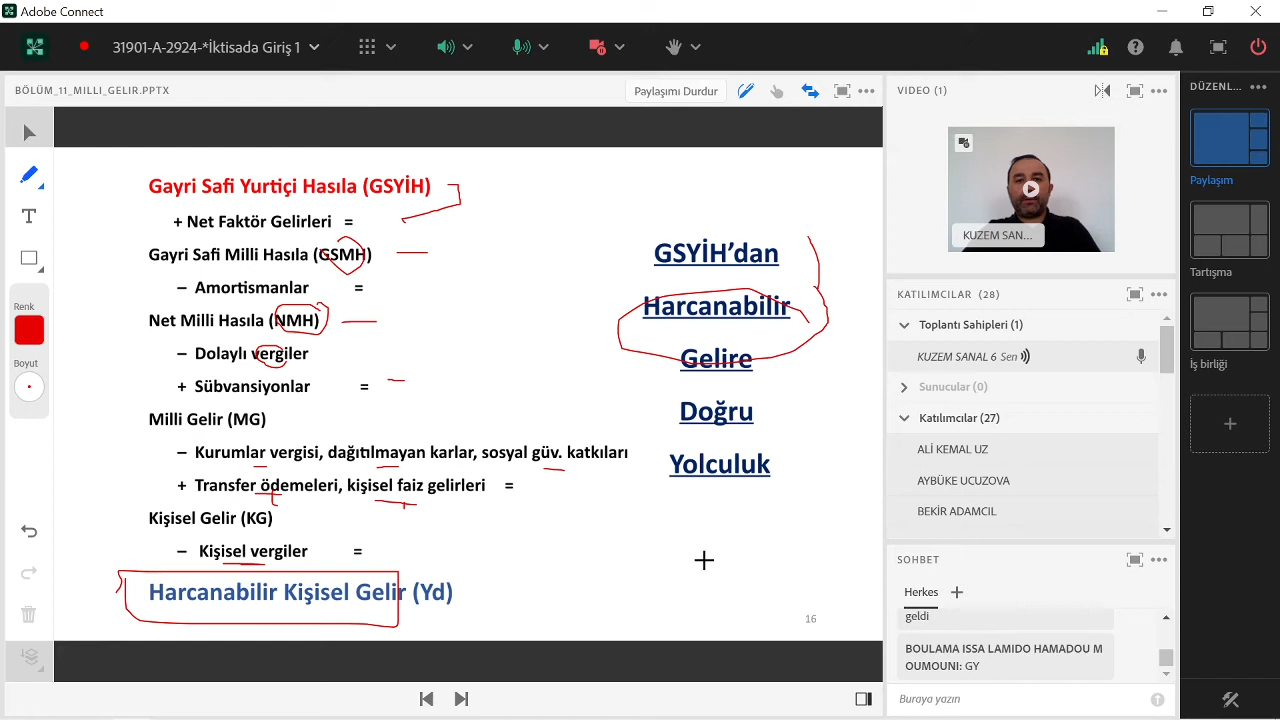 Adobe Connect
31901-A-2924-*İktisada Giriş 1
BÖLÜM_11_MILLI_GELIR.PPTX
Paylaşımı Durdur
Renk
Boyut
Gayri Safi Yurtiçi Hasıla (GSYİH)
+ Net Faktör Gelirleri =
Gayri Safi Milli Hasıla (GSMH)
– Amortismanlar =
Net Milli Hasıla (NMH)
– Dolaylı vergiler
+ Sübvansiyonlar =
Milli Gelir (MG)
– Kurumlar vergisi, dağıtılmayan karlar, sosyal güv. katkıları
+ Transfer ödemeleri, kişisel faiz gelirleri =
Kişisel Gelir (KG)
– Kişisel vergiler =
Harcanabilir Kişisel Gelir (Yd)
GSYİH’dan
Harcanabilir
Gelire
Doğru
Yolculuk
16
VIDEO (1)
KUZEM SAN...
KATILIMCILAR (28)
Toplantı Sahipleri (1)
KUZEM SANAL 6 Sen
Sunucular (0)
Katılımcılar (27)
ALİ KEMAL UZ
AYBÜKE UCUZOVA
BEKİR ADAMCIL
SOHBET
Herkes
geldi
BOULAMA ISSA LAMIDO HAMADOU M
OUMOUNI: GY
Buraya yazın
DÜZENL...
Paylaşım
Tartışma
İş birliği